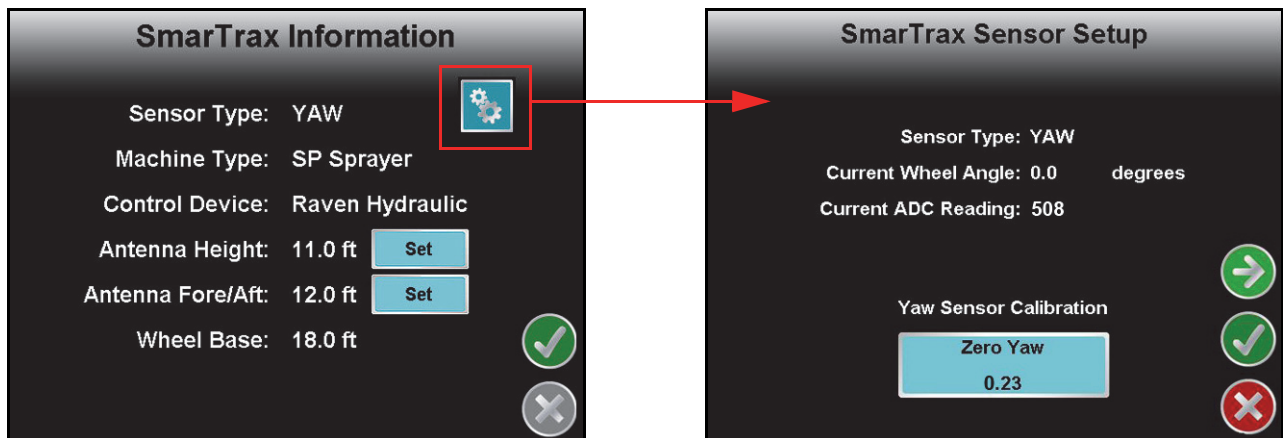 SmarTrax Information
Sensor Type: YAW
Machine Type: SP Sprayer
Control Device: Raven Hydraulic
Antenna Height: 11.0 ft Set
Antenna Fore/Aft: 12.0 ft Set
Wheel Base: 18.0 ft
SmarTrax Sensor Setup
Sensor Type: YAW
Current Wheel Angle: 0.0 degrees
Current ADC Reading: 508
Yaw Sensor Calibration
Zero Yaw
0.23